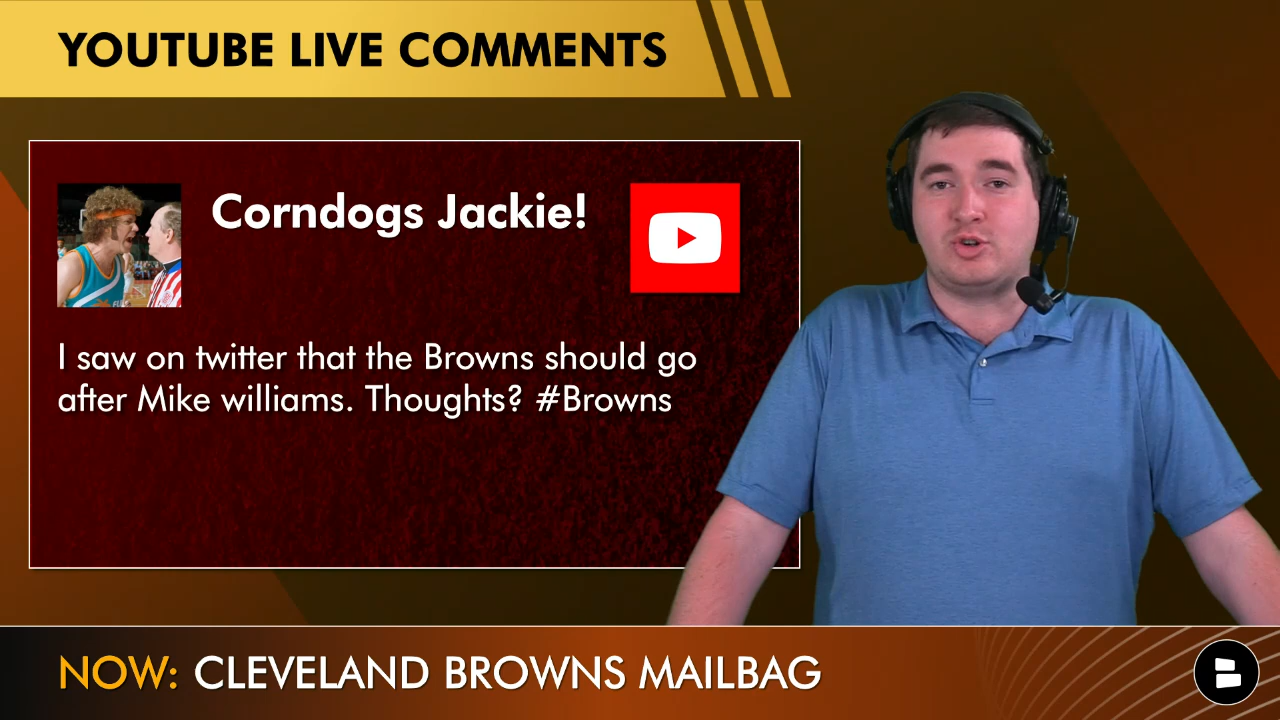 YOUTUBE LIVE COMMENTS
Corndogs Jackie!
I saw on twitter that the Browns should go
after Mike williams. Thoughts? #Browns
NOW: CLEVELAND BROWNS MAILBAG